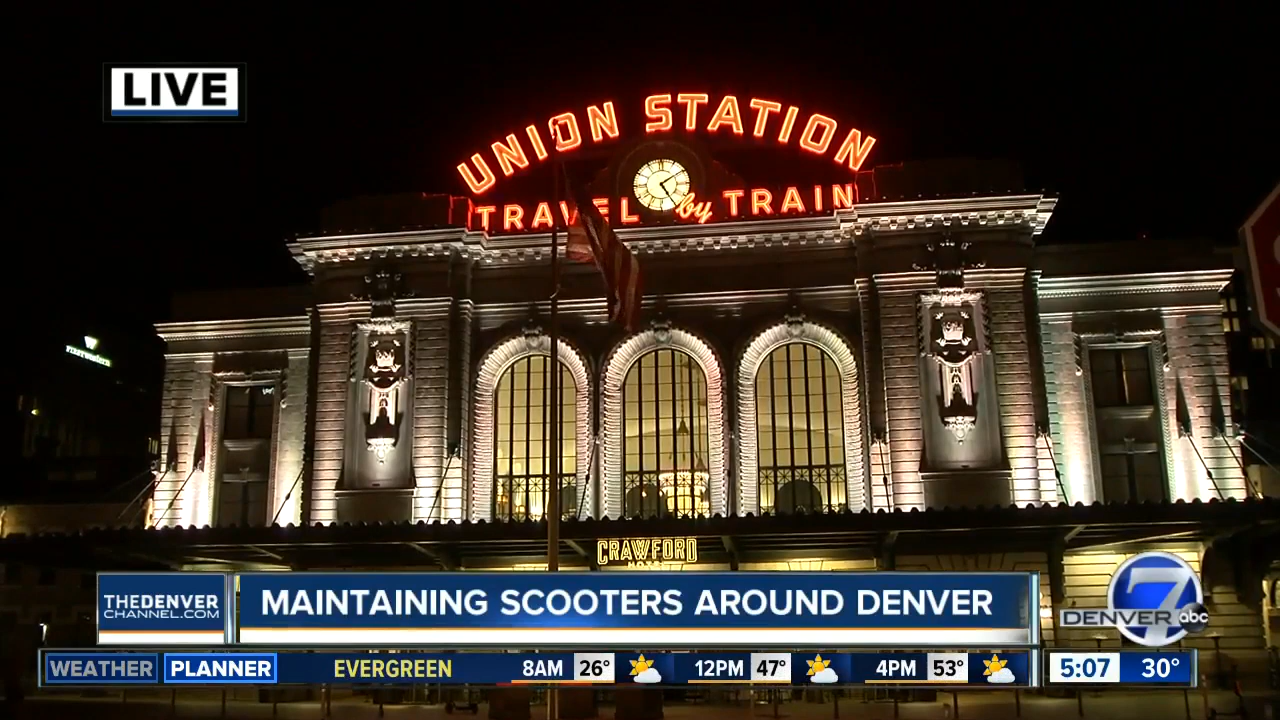 LIVE
UNION STATION
TRAVEL by TRAIN
CRAWFORD
HOTEL
THEDENVER
CHANNEL.COM
MAINTAINING SCOOTERS AROUND DENVER
DENVER 7 abc
WEATHER PLANNER EVERGREEN 8AM 26° 12PM 47° 4PM 53° 5:07 30°